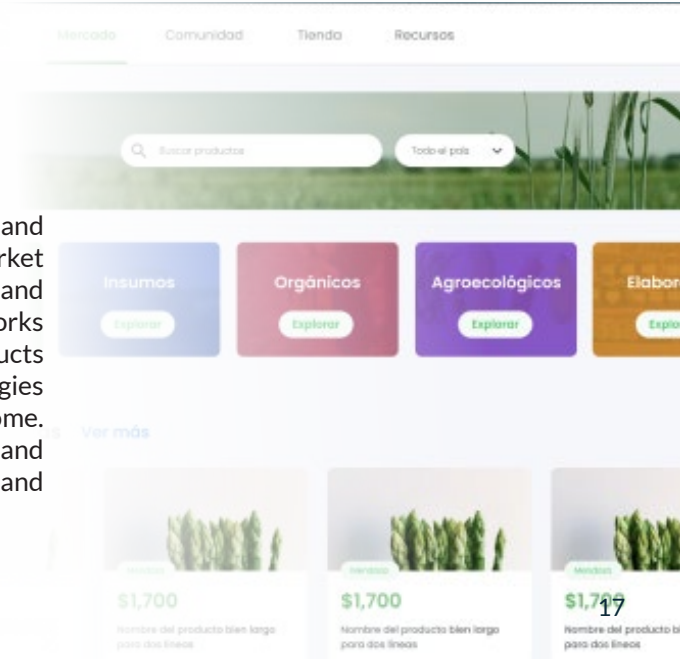 Mercado Comunidad Tienda Recursos
Buscar productos Todo el país
and
rket
and
orks
ucts
gies
ome.
and
and
Insumos Orgánicos Agroecológicos Elabor
Explorar Explorar Explorar Explo
s Ver más
Mendoza Mendoza Mendoza
$1,700 $1,700 $1,700
17
Nombre del producto bien largo Nombre del producto bien largo Nombre del producto bi
para dos líneas para dos líneas para dos líneas